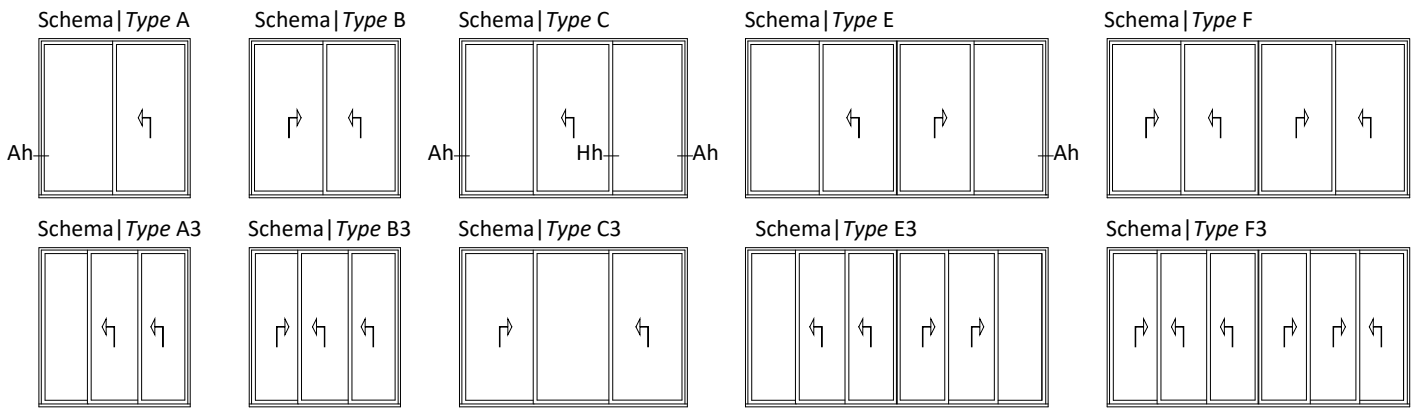 Schema|Type A
Schema|Type B
Schema|Type C
Schema|Type E
Schema|Type F
Ah
Ah
Hh
Ah
Ah
Schema|Type A3
Schema|Type B3
Schema|Type C3
Schema|Type E3
Schema|Type F3